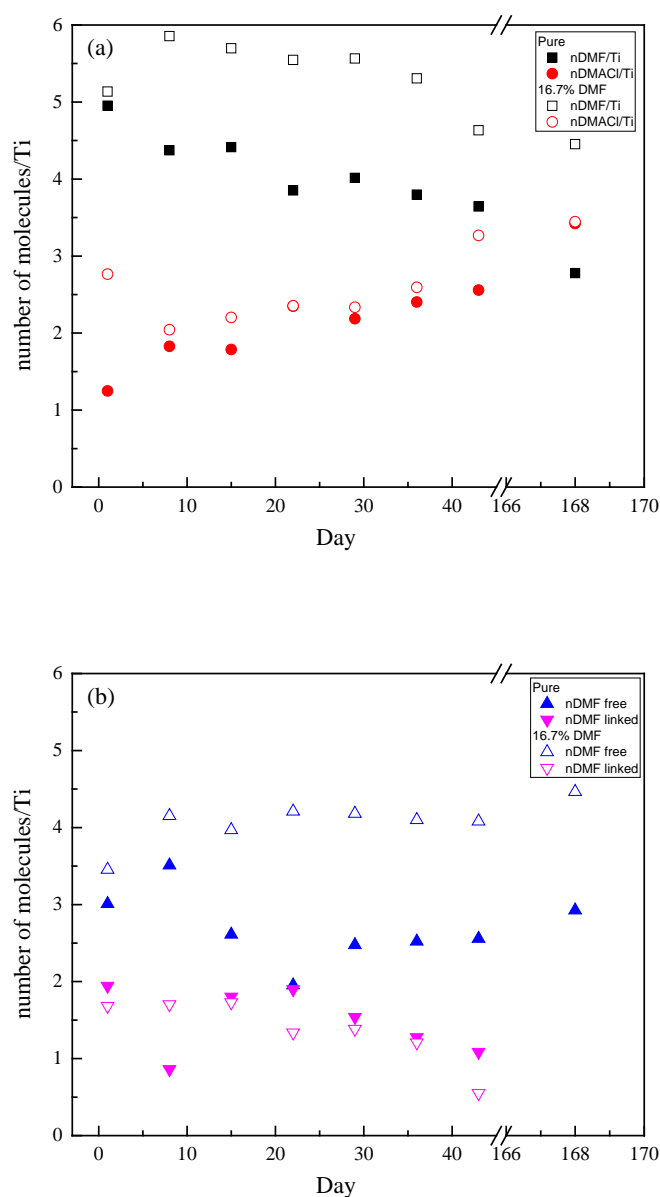 (a)
Pure
nDMF/Ti
nDMACl/Ti
16.7% DMF
nDMF/Ti
nDMACl/Ti
number of molecules/Ti
6
5
4
3
2
1
0
0 10 20 30 40 166 168 170
Day
(b)
Pure
nDMF free
nDMF linked
16.7% DMF
nDMF free
nDMF linked
number of molecules/Ti
6
5
4
3
2
1
0
0 10 20 30 40 166 168 170
Day